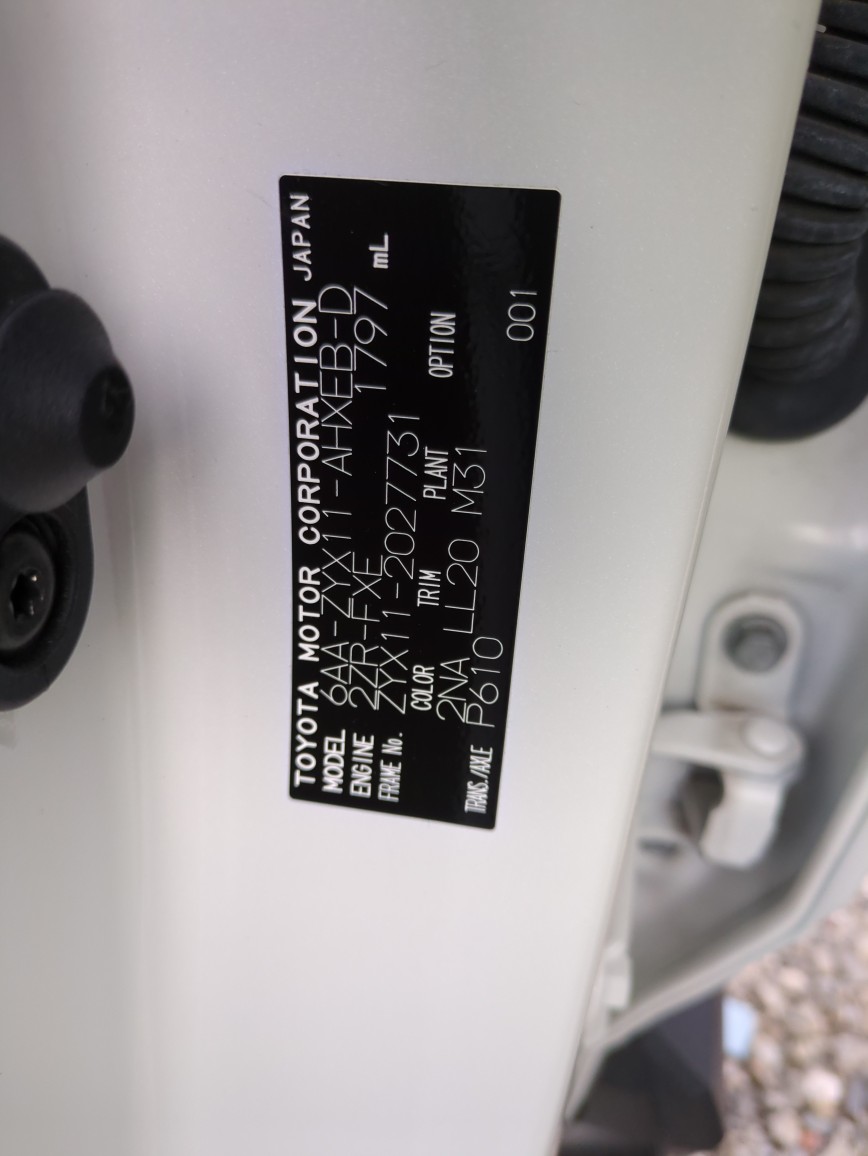 TOYOTA MOTOR CORPORATION JAPAN
MODEL 6AA-ZYX11-AHXEB-D
ENGINE 2ZR-FXE 1797 mL
FRAME No. ZYX11-2027731
COLOR TRIM PLANT OPTION
2NA LL20 M31
TRANS./AXLE P610 001